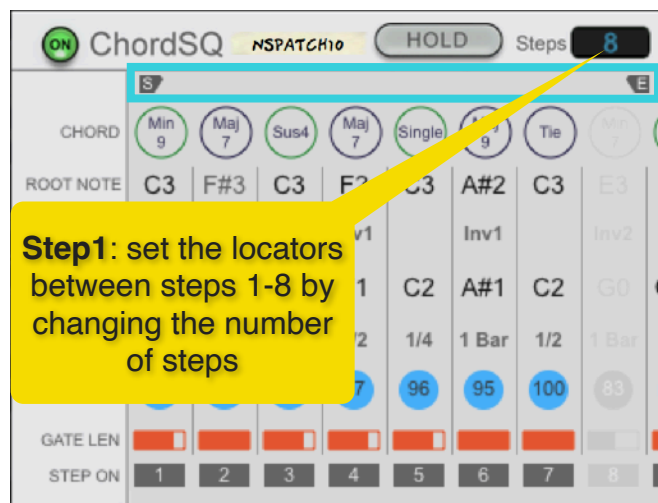 ON ChordSQ NSPATCH10 HOLD Steps 8
S E
CHORD Min 9 Maj 7 Sus4 Maj 7 Single 9 Tie Min 7
ROOT NOTE C3 F#3 C3 C3 A#2 C3 E3
Inv1 Inv2
C2 A#1 C2 G0
1/4 1 Bar 1/2 1 Bar
96 95 100 83
Step1: set the locators
between steps 1-8 by
changing the number
of steps
GATE LEN
STEP ON 1 2 3 4 5 6 7 8